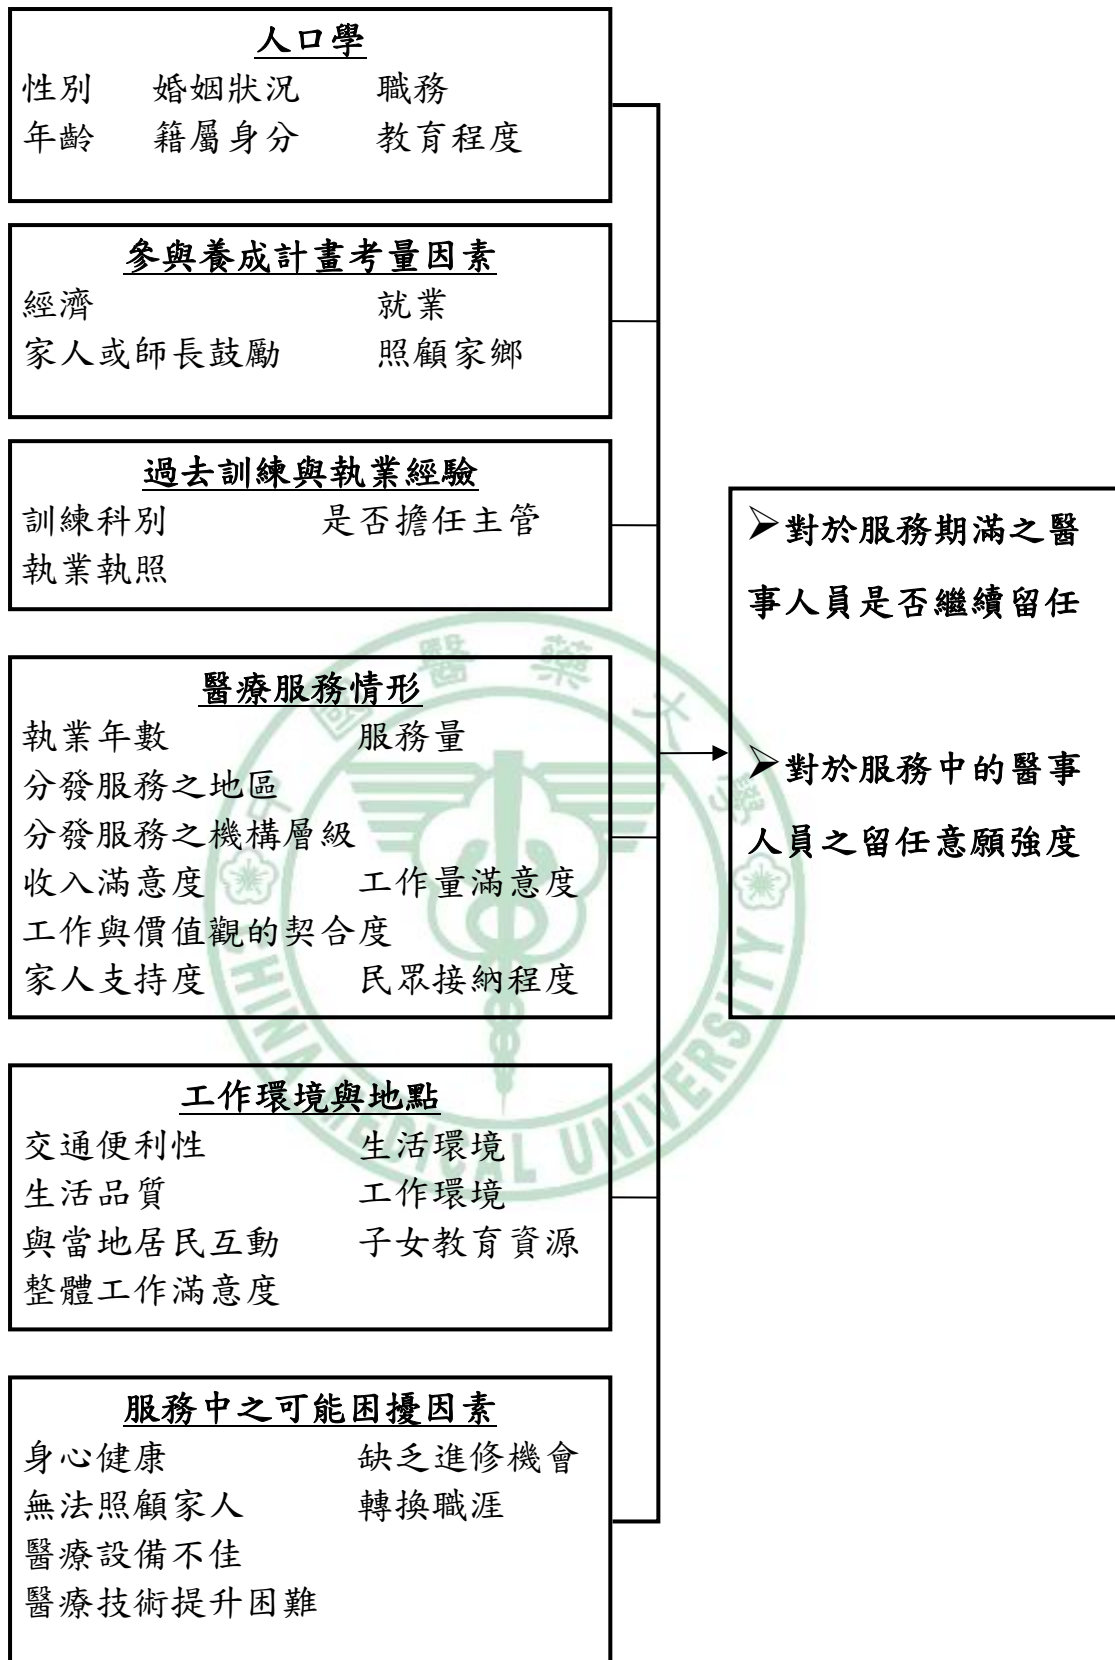 人口學
性別 婚姻狀況 職務
年齡 籍屬身分 教育程度
參與養成計畫考量因素
經濟 就業
家人或師長鼓勵 照顧家鄉
過去訓練與執業經驗
訓練科別 是否擔任主管
執業執照
醫療服務情形
執業年數 服務量
分發服務之地區
分發服務之機構層級
收入滿意度 工作量滿意度
工作與價值觀的契合度
家人支持度 民眾接納程度
工作環境與地點
交通便利性 生活環境
生活品質 工作環境
與當地居民互動 子女教育資源
整體工作滿意度
服務中之可能困擾因素
身心健康 缺乏進修機會
無法照顧家人 轉換職涯
醫療設備不佳
醫療技術提升困難
➢對於服務期滿之醫
事人員是否繼續留任
➢對於服務中的醫事
人員之留任意願強度
中國醫藥大學
CHINA MEDICAL UNIVERSITY